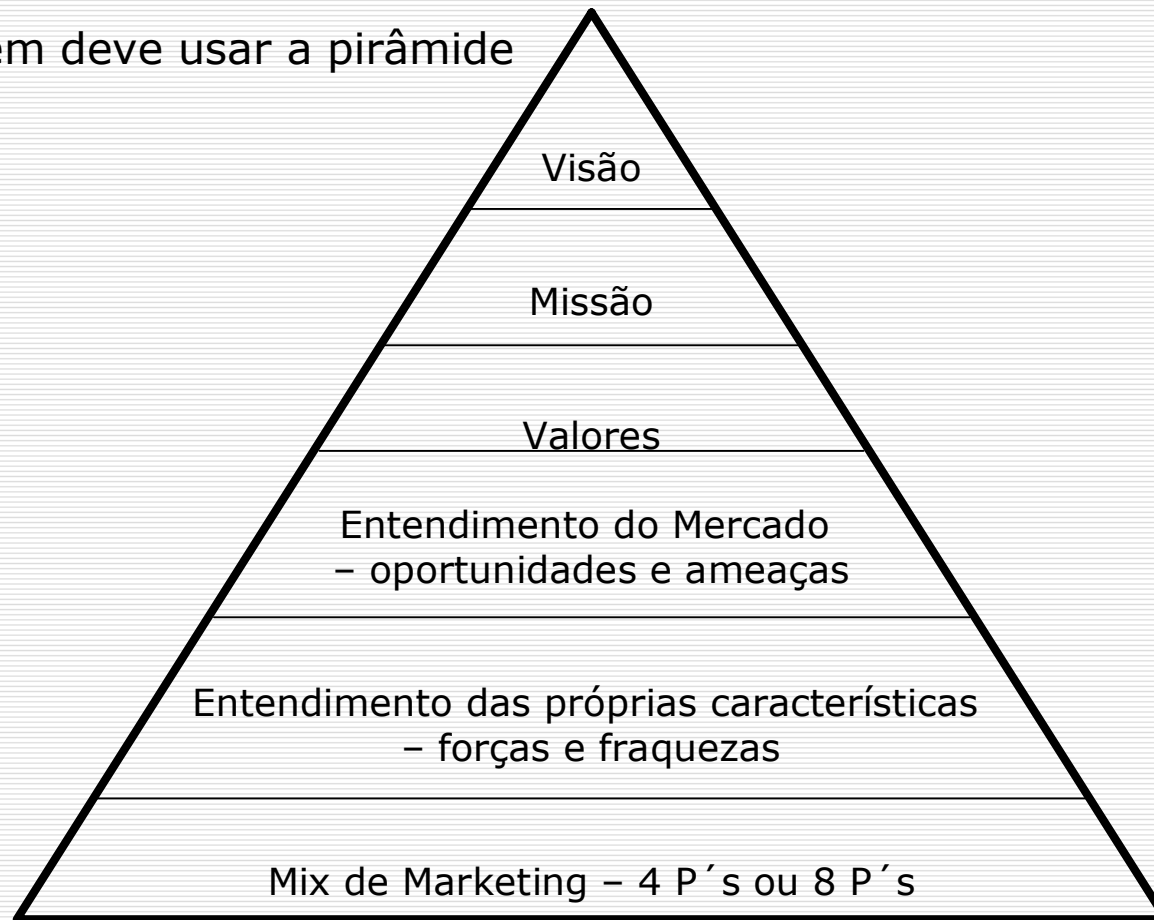 deve usar a pirâmide
Visão
Missão
Valores
Entendimento do Mercado
– oportunidades e ameaças
Entendimento das próprias características
– forças e fraquezas
Mix de Marketing – 4 P´s ou 8 P´s